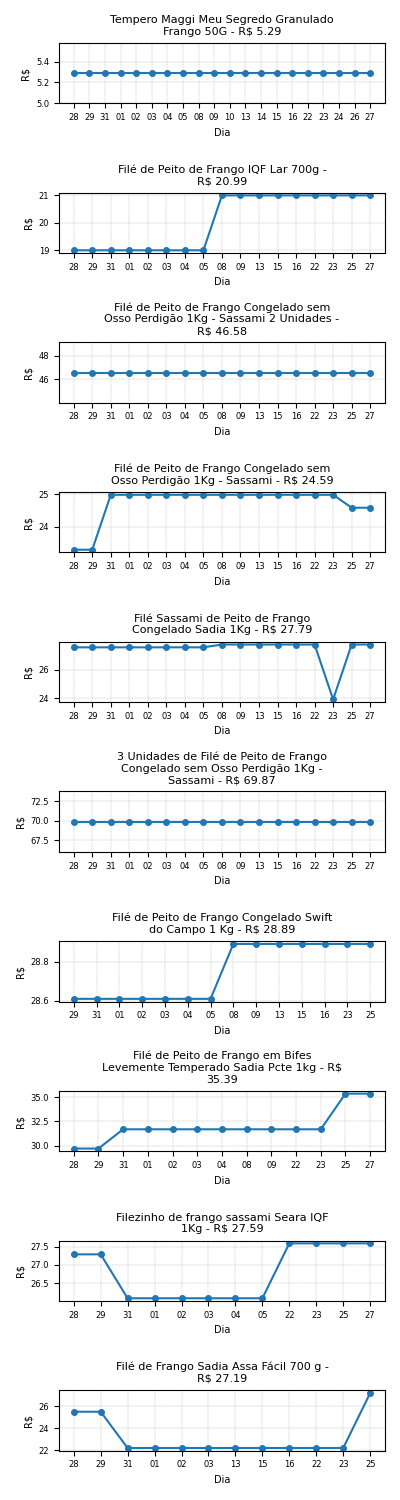 Tempero Maggi Meu Segredo Granulado
Frango 50G - R$ 5.29
5.4
5.2
5.0
R$
28 29 31 01 02 03 04 05 08 09 10 13 14 15 16 22 23 24 26 27
Dia
Filé de Peito de Frango IQF Lar 700g -
R$ 20.99
21
20
19
R$
28 29 31 01 02 03 04 05 08 09 13 15 16 22 23 25 27
Dia
Filé de Peito de Frango Congelado sem
Osso Perdigão 1Kg - Sassami 2 Unidades -
R$ 46.58
48
46
R$
28 29 31 01 02 03 04 05 08 09 13 15 16 22 23 25 27
Dia
Filé de Peito de Frango Congelado sem
Osso Perdigão 1Kg - Sassami - R$ 24.59
25
24
R$
28 29 31 01 02 03 04 05 08 09 13 15 16 22 23 25 27
Dia
Filé Sassami de Peito de Frango
Congelado Sadia 1Kg - R$ 27.79
26
24
R$
28 29 31 01 02 03 04 05 08 09 13 15 16 22 23 25 27
Dia
3 Unidades de Filé de Peito de Frango
Congelado sem Osso Perdigão 1Kg -
Sassami - R$ 69.87
72.5
70.0
67.5
R$
28 29 31 01 02 03 04 05 08 09 13 15 16 22 23 25 27
Dia
Filé de Peito de Frango Congelado Swift
do Campo 1 Kg - R$ 28.89
28.8
28.6
R$
29 31 01 02 03 04 05 08 09 13 15 16 23 25
Dia
Filé de Peito de Frango em Bifes
Levemente Temperado Sadia Pcte 1kg - R$
35.39
35.0
32.5
30.0
R$
28 29 31 01 02 03 04 08 09 22 23 25 27
Dia
Filezinho de frango sassami Seara IQF
1Kg - R$ 27.59
27.5
27.0
26.5
R$
28 29 31 01 02 03 04 05 22 23 25 27
Dia
Filé de Frango Sadia Assa Fácil 700 g -
R$ 27.19
26
24
22
R$
28 29 31 01 02 03 13 15 16 22 23 25
Dia